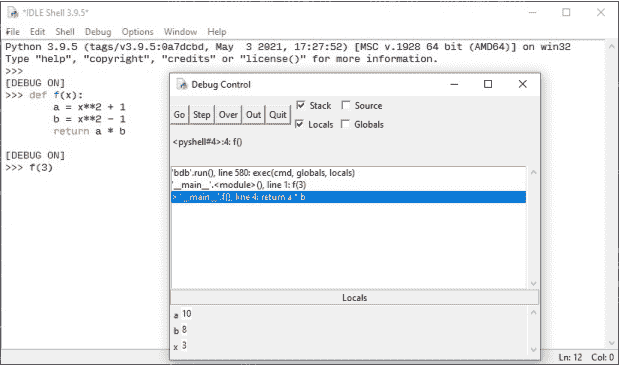 *IDLE Shell 3.9.5*
File Edit Shell Debug Options Window Help
Python 3.9.5 (tags/v3.9.5:0a7dcbd, May  3 2021, 17:27:52) [MSC v.1928 64 bit (AMD64)] on win32
Type "help", "copyright", "credits" or "license()" for more information.
>>>
[DEBUG ON]
>>> def f(x):
        a = x**2 + 1
        b = x**2 - 1
        return a * b
[DEBUG ON]
>>> f(3)
Debug Control
Go Step Over Out Quit
Stack Source
Locals Globals
<pyshell#4>:4: f()
'bdb'.run(), line 580: exec(cmd, globals, locals)
'__main__'.<module>(), line 1: f(3)
> '__main__'.f(), line 4: return a * b
Locals
a 10
b 8
x 3
Ln: 12 Col: 0